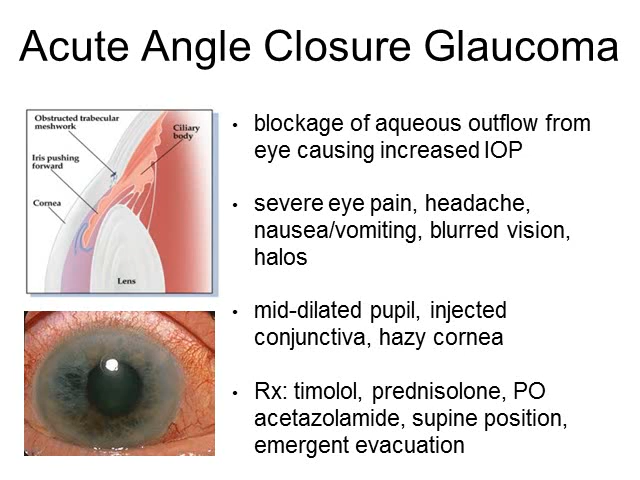 Acute Angle Closure Glaucoma
Obstructed trabecular
meshwork
Ciliary
body
Iris pushing
forward
Cornea
Lens
• blockage of aqueous outflow from
eye causing increased IOP
• severe eye pain, headache,
nausea/vomiting, blurred vision,
halos
• mid-dilated pupil, injected
conjunctiva, hazy cornea
• Rx: timolol, prednisolone, PO
acetazolamide, supine position,
emergent evacuation